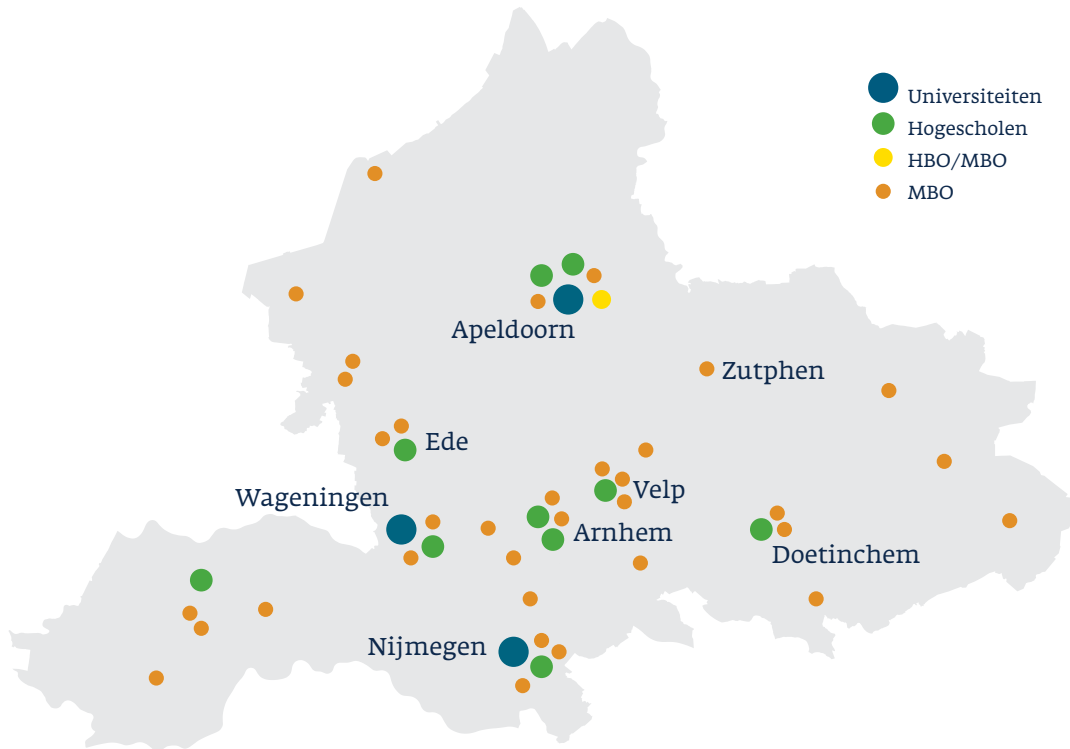 Universiteiten
Hogescholen
HBO/MBO
MBO
Apeldoorn
Zutphen
Ede
Velp
Wageningen
Arnhem
Doetinchem
Nijmegen